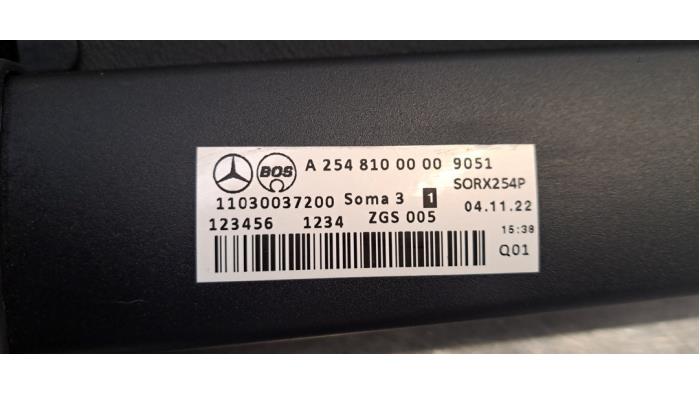 BOS A 254 810 00 00 9051
SORX254P
11030037200 Soma 3 1 04.11.22
123456 1234 ZGS 005
15:38
Q01